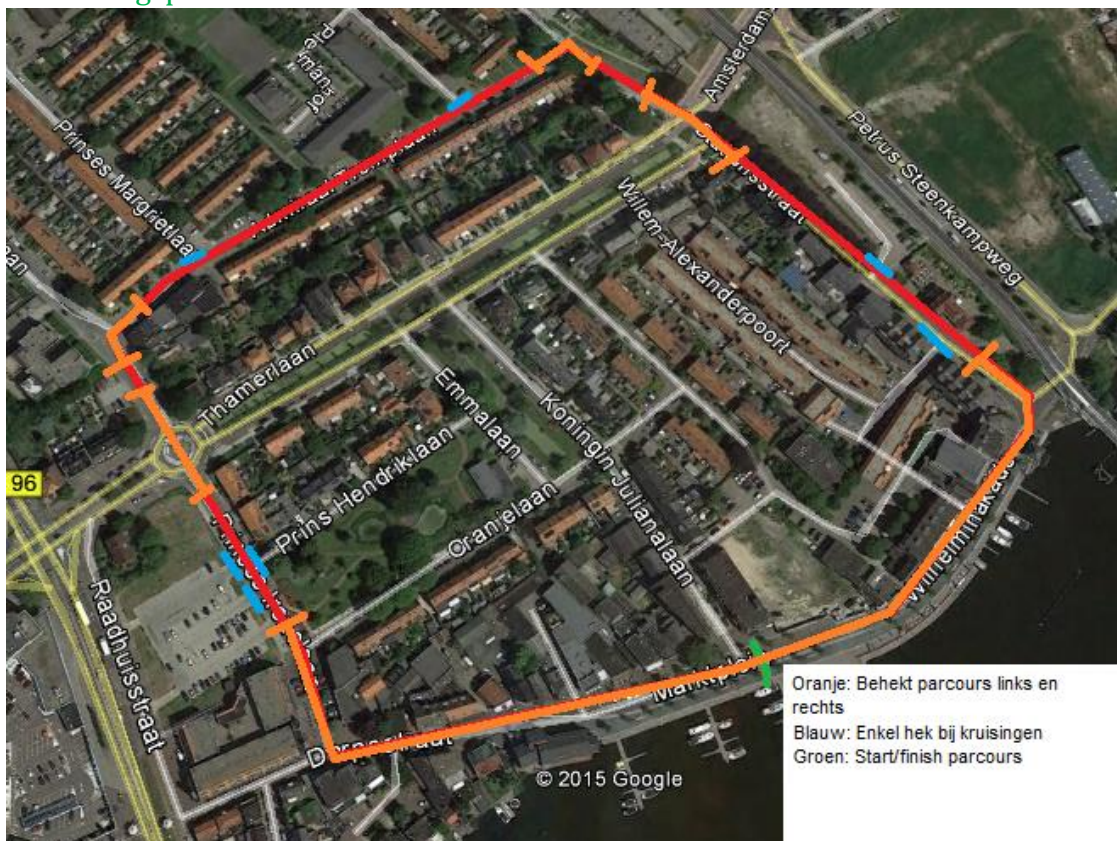 Prinses Margrietlaan
Amsterdam
Petrus Steenkampweg
Willem-Alexanderpoort
Thamerlaan
Emmalaan
Koningin Julianalaan
Prins Hendriklaan
Oranjelaan
96
Raadhuisstraat
Wilhelminakade
Dorpsstraat
© 2015 Google
Oranje: Behekt parcours links en
rechts
Blauw: Enkel hek bij kruisingen
Groen: Start/finish parcours